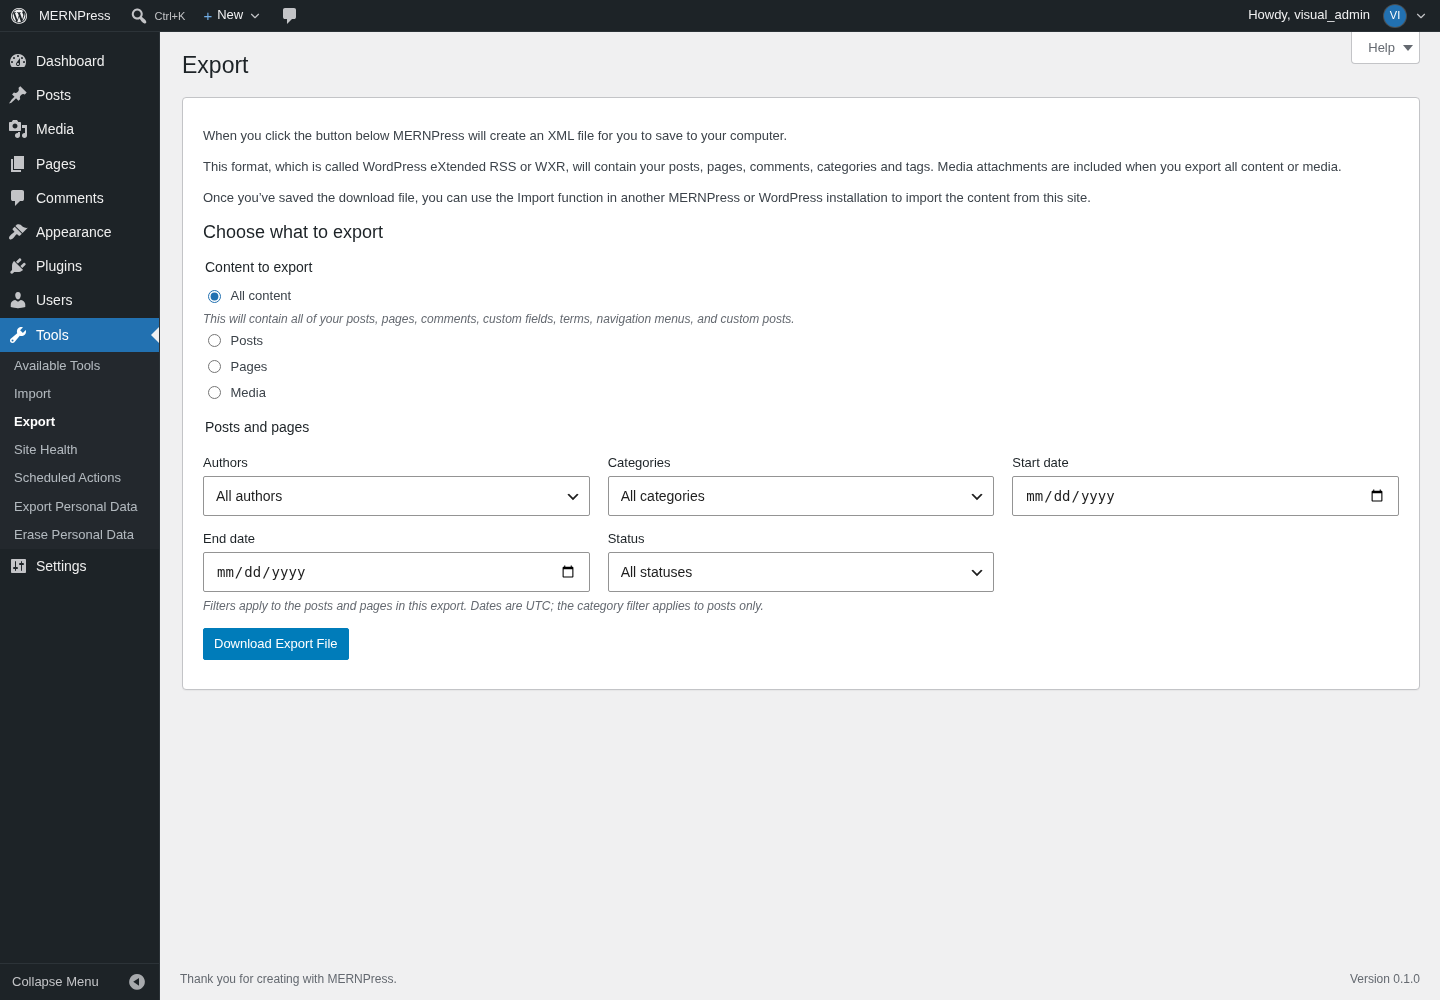 MERNPress
Ctrl+K
+ New
Howdy, visual_admin
VI
Help
Dashboard
Posts
Media
Pages
Comments
Appearance
Plugins
Users
Tools
Available Tools
Import
Export
Site Health
Scheduled Actions
Export Personal Data
Erase Personal Data
Settings
Collapse Menu
Export
When you click the button below MERNPress will create an XML file for you to save to your computer.
This format, which is called WordPress eXtended RSS or WXR, will contain your posts, pages, comments, categories and tags. Media attachments are included when you export all content or media.
Once you’ve saved the download file, you can use the Import function in another MERNPress or WordPress installation to import the content from this site.
Choose what to export
Content to export
All content
This will contain all of your posts, pages, comments, custom fields, terms, navigation menus, and custom posts.
Posts
Pages
Media
Posts and pages
Authors
All authors
Categories
All categories
Start date
mm/dd/yyyy
End date
mm/dd/yyyy
Status
All statuses
Filters apply to the posts and pages in this export. Dates are UTC; the category filter applies to posts only.
Download Export File
Thank you for creating with MERNPress.
Version 0.1.0